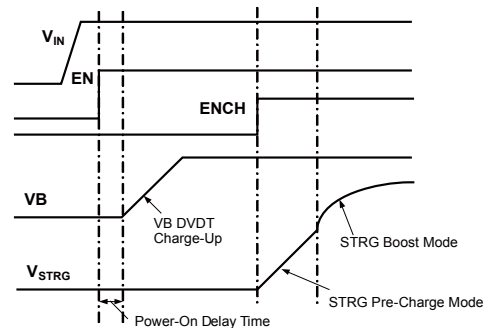 VIN
EN
ENCH
VB
VB DVDT
Charge-Up
STRG Boost Mode
VSTRG
STRG Pre-Charge Mode
Power-On Delay Time